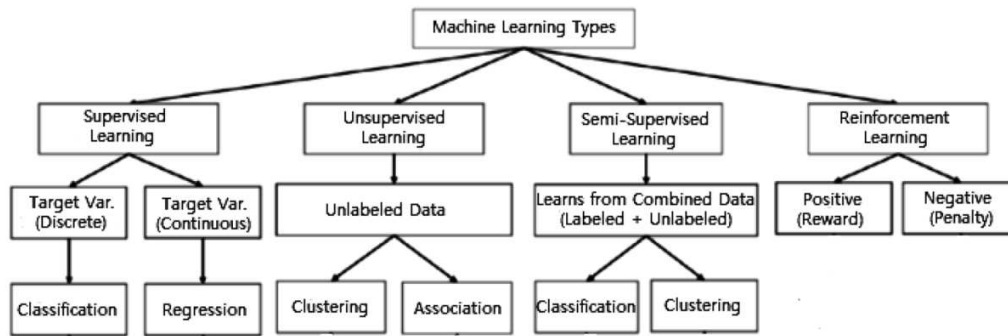 Machine Learning Types
Supervised
Learning
Unsupervised
Learning
Semi-Supervised
Learning
Reinforcement
Learning
Target Var.
(Discrete)
Target Var.
(Continuous)
Unlabeled Data
Learns from Combined Data
(Labeled + Unlabeled)
Positive
(Reward)
Negative
(Penalty)
Classification
Regression
Clustering
Association
Classification
Clustering